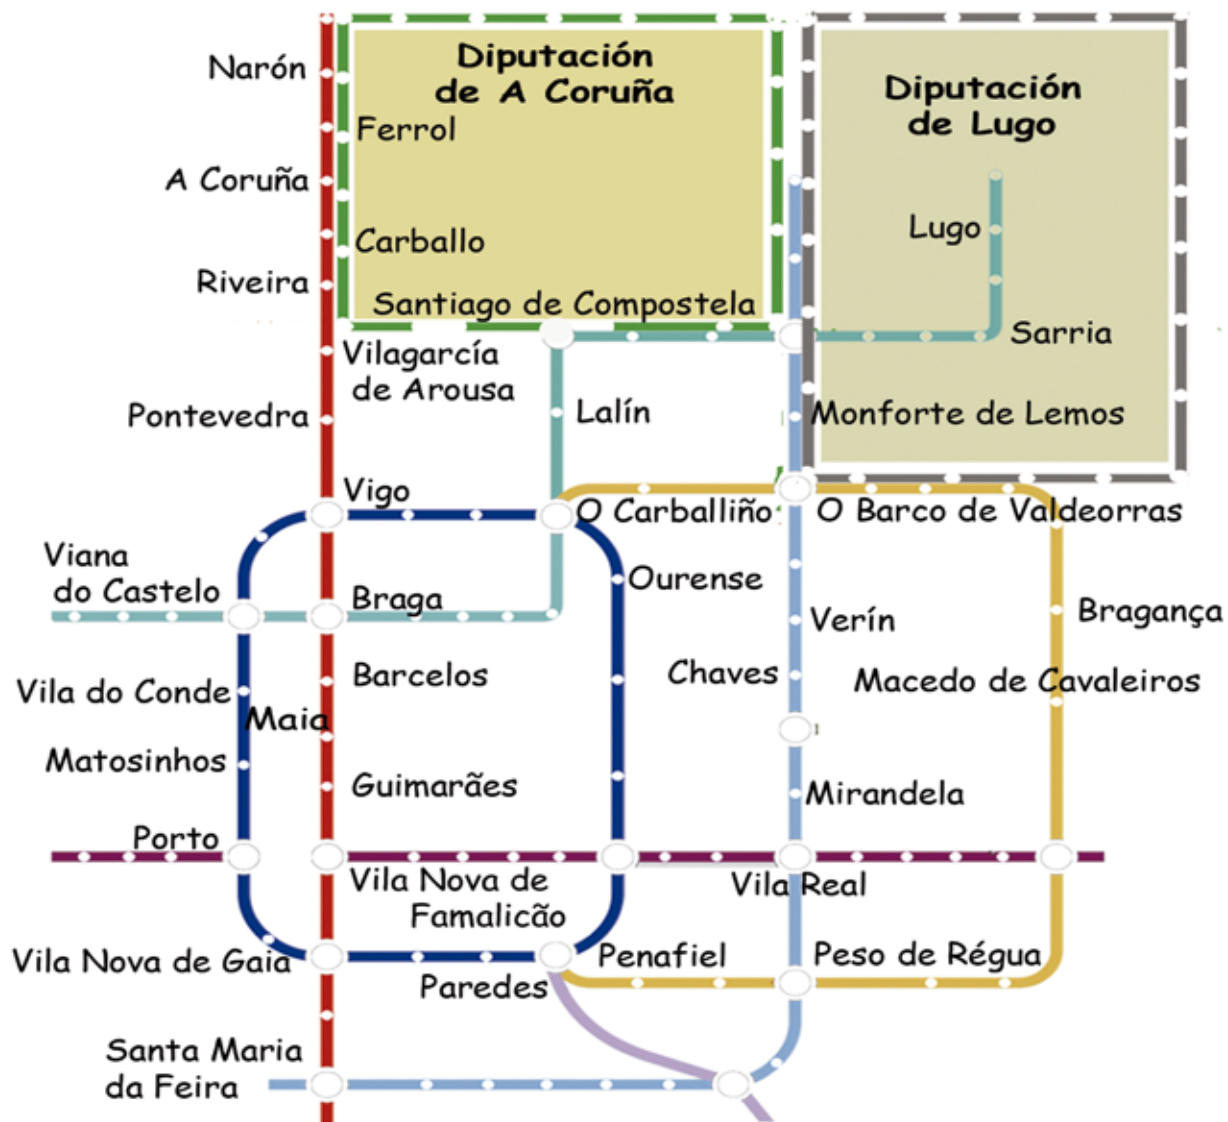 Diputación
de A Coruña
Diputación
de Lugo
Narón
Ferrol
A Coruña
Lugo
Carballo
Riveira
Santiago de Compostela
Sarria
Vilagarcía
de Arousa
Lalín
Pontevedra
Monforte de Lemos
Vigo
O Carballiño
O Barco de Valdeorras
Viana
do Castelo
Ourense
Braga
Verín
Bragança
Barcelos
Chaves
Macedo de Cavaleiros
Vila do Conde
Maia
Matosinhos
Guimarães
Mirandela
Porto
Vila Nova de
Famalicão
Vila Real
Vila Nova de Gaia
Penafiel
Peso de Régua
Paredes
Santa Maria
da Feira